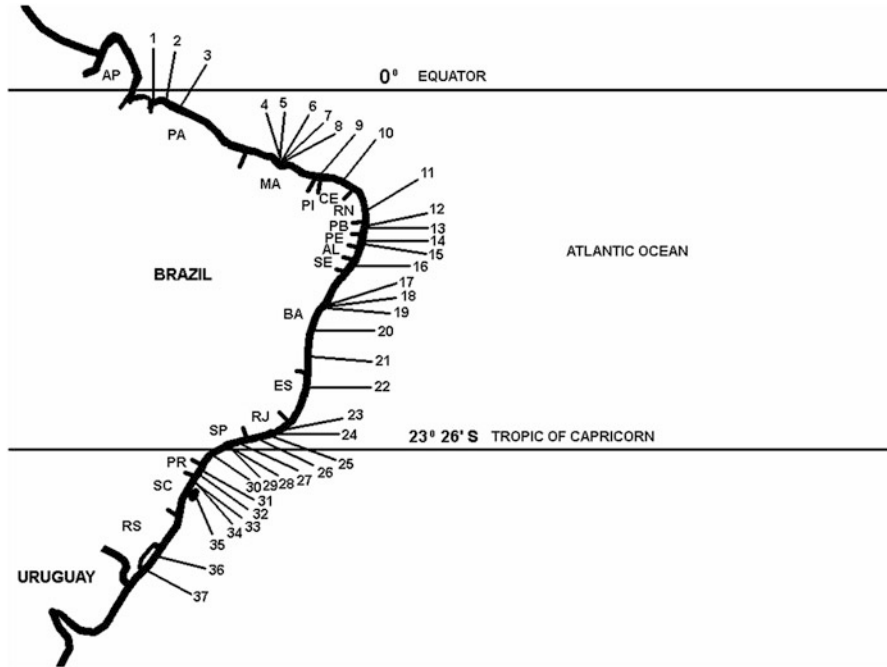 1 2 3
AP
0° EQUATOR
PA
4 5 6 7 8 9 10
MA
PI CE RN
11
PB
12
PE
13
AL
14
15
SE
16
ATLANTIC OCEAN
BRAZIL
17
18
BA
19
20
21
ES
22
RJ
23
SP
24
23° 26' S TROPIC OF CAPRICORN
25
26
27
28
29
30
PR
31
SC
32
33
34
35
RS
36
URUGUAY
37